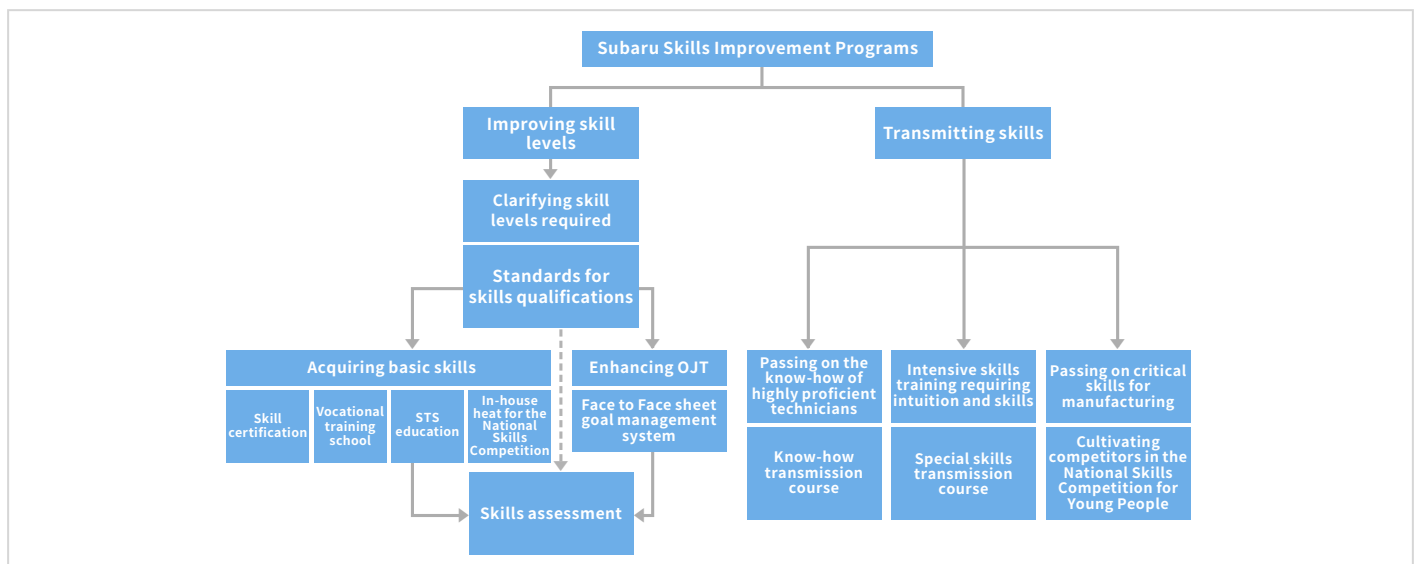 Subaru Skills Improvement Programs
Improving skill
levels
Transmitting skills
Clarifying skill
levels required
Standards for
skills qualifications
Acquiring basic skills
Skill
certification
Vocational
training
school
STS
education
In-house
heat for the
National
Skills
Competition
Enhancing OJT
Face to Face sheet
goal management
system
Skills assessment
Passing on the
know-how of
highly proficient
technicians
Know-how
transmission
course
Intensive skills
training requiring
intuition and skills
Special skills
transmission
course
Passing on critical
skills for
manufacturing
Cultivating
competitors in the
National Skills
Competition for
Young People